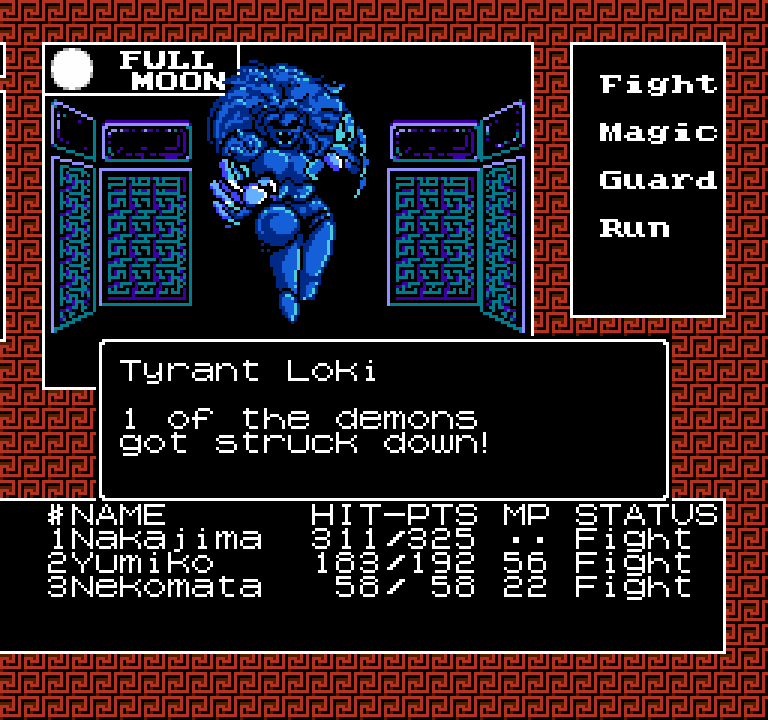 FULL
MOON
Fight
Magic
Guard
Run
Tyrant Loki
1 of the demons
got struck down!
#NAME HIT-PTS MP STATUS
1Nakajima 311/325 .. Fight
2Yumiko 183/192 56 Fight
3Nekomata 58/ 58 22 Fight